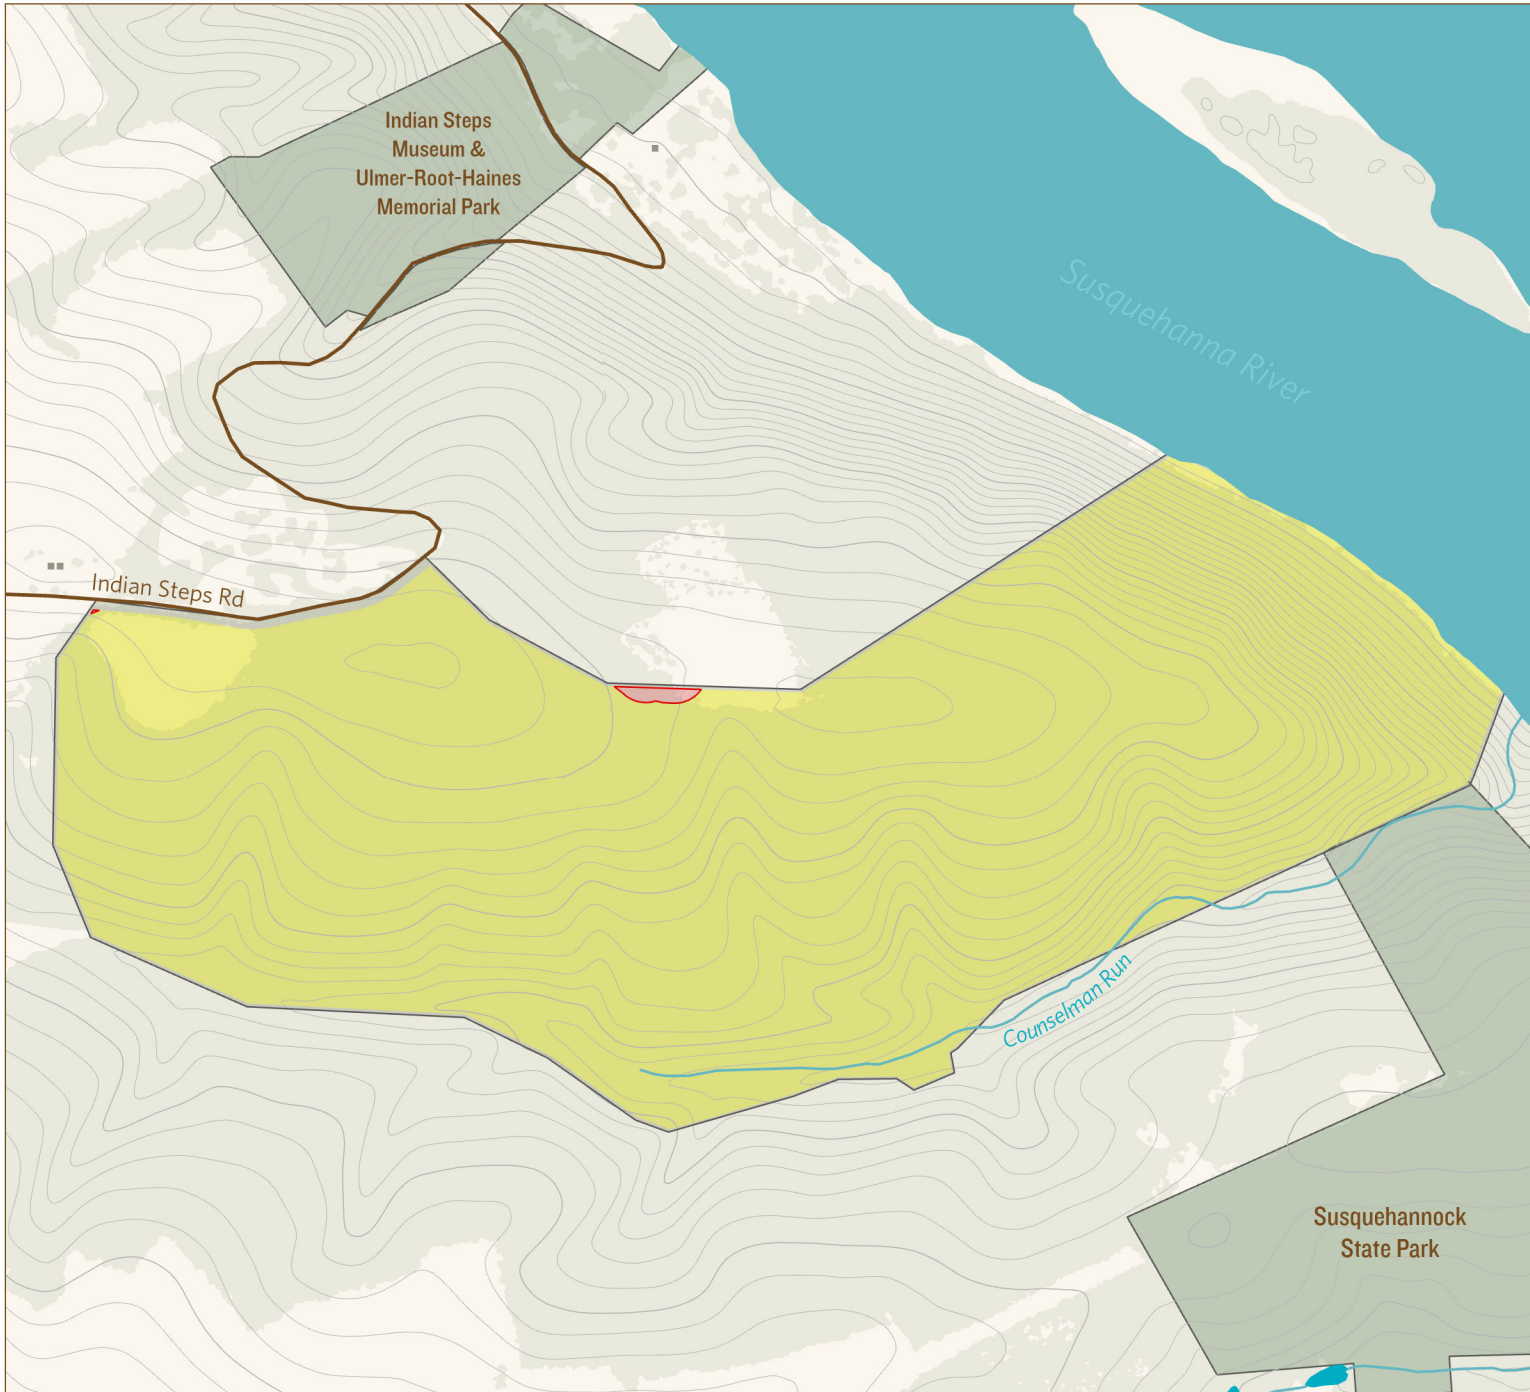 Indian Steps
Museum &
Ulmer-Root-Haines
Memorial Park
Susquehanna River
Indian Steps Rd
Counselman Run
Susquehannock
State Park